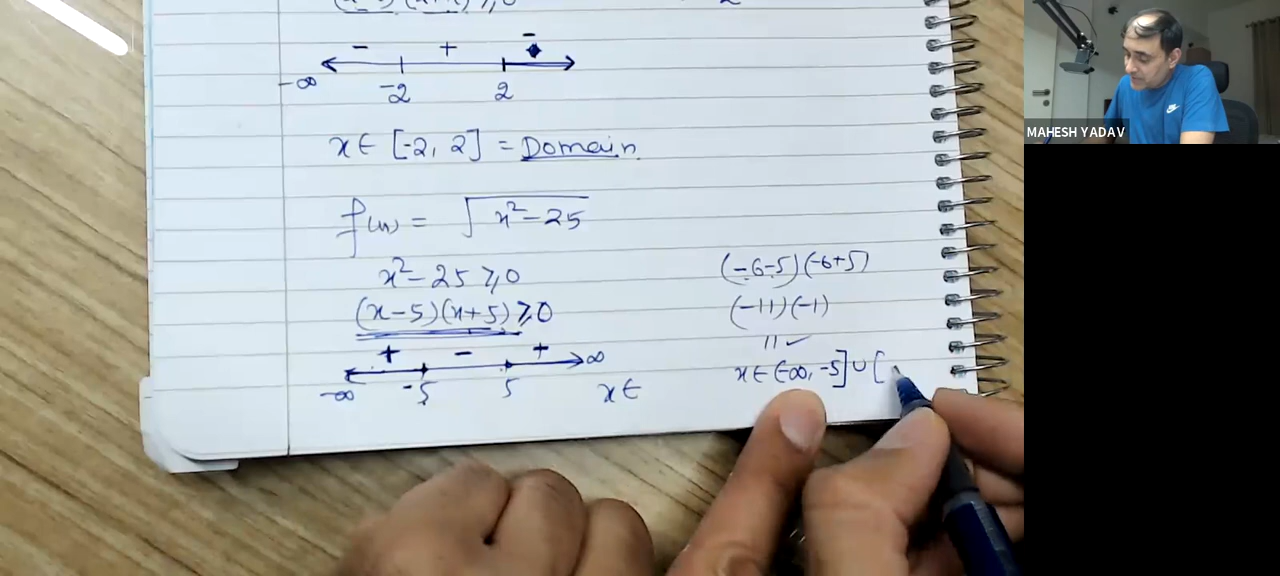 - + -
-∞ -2 2
x ∈ [-2, 2] = Domain.
f(x) = √x²-25
x²-25 ≥ 0
(x-5)(x+5) ≥ 0
+ - + ∞
-∞ -5 5 x ∈
(-6-5)(-6+5)
(-11)(-1)
11 ✓
x ∈ (-∞, -5] ∪ [
MAHESH YADAV